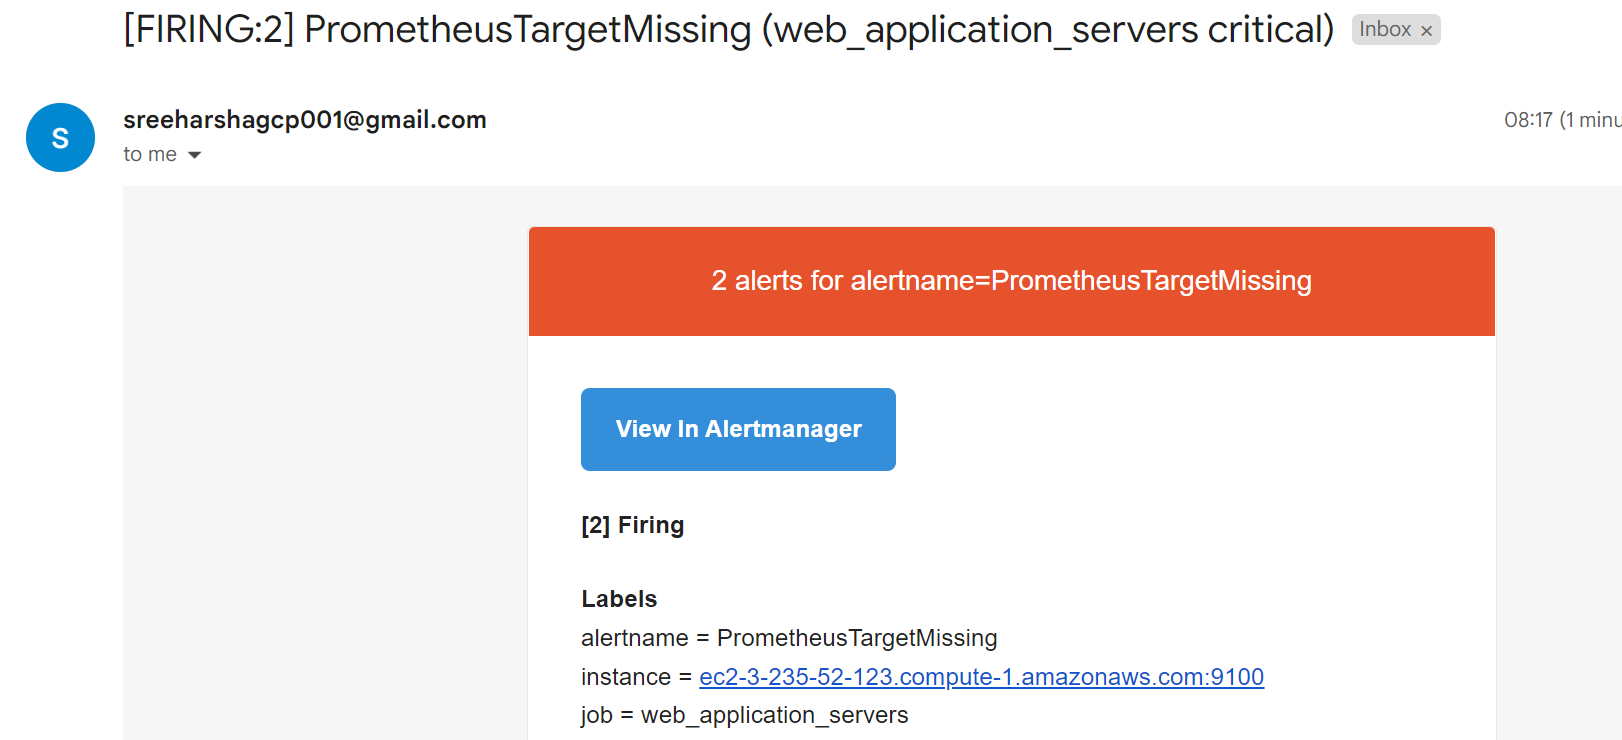 [FIRING:2] PrometheusTargetMissing (web_application_servers critical) Inbox ×
S
sreeharshagcp001@gmail.com
08:17 (1 minu
to me
2 alerts for alertname=PrometheusTargetMissing
View In Alertmanager
[2] Firing
Labels
alertname = PrometheusTargetMissing
instance = ec2-3-235-52-123.compute-1.amazonaws.com:9100
job = web_application_servers